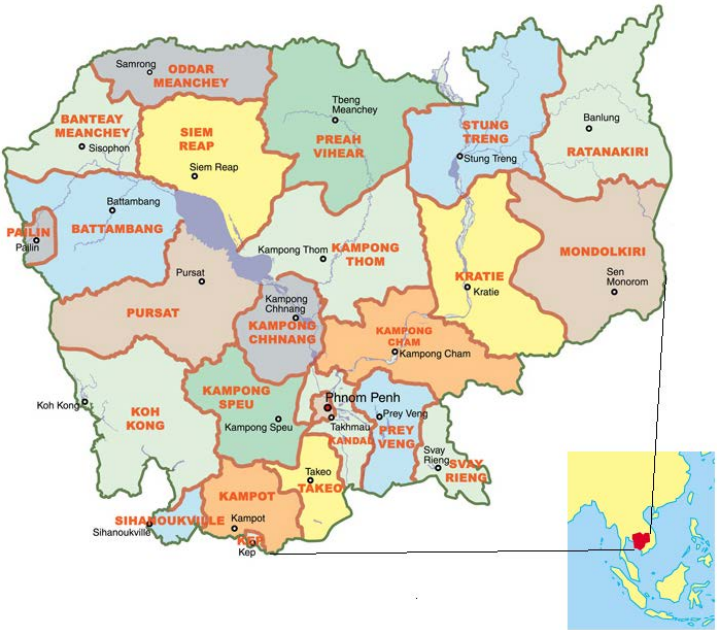 Samrong
ODDAR
MEANCHEY
BANTEAY
MEANCHEY
Sisophon
SIEM
REAP
Siem Reap
Tbeng
Meanchey
PREAH
VIHEAR
STUNG
TRENG
Stung Treng
Banlung
RATANAKIRI
Battambang
BATTAMBANG
PAILIN
Pailin
Kampong Thom
KAMPONG
THOM
MONDOLKIRI
Sen
Monorom
KRATIE
Kratie
Pursat
PURSAT
Kampong
Chhnang
KAMPONG
CHHNANG
KAMPONG
CHAM
Kampong Cham
Koh Kong
KOH
KONG
KAMPONG
SPEU
Kampong Speu
Phnom Penh
Takhmau
KANDAL
Prey Veng
PREY
VENG
Svay
Rieng
SVAY
RIENG
Takeo
TAKEO
KAMPOT
Kampot
SIHANOUKVILLE
Sihanoukville
KEP
Kep